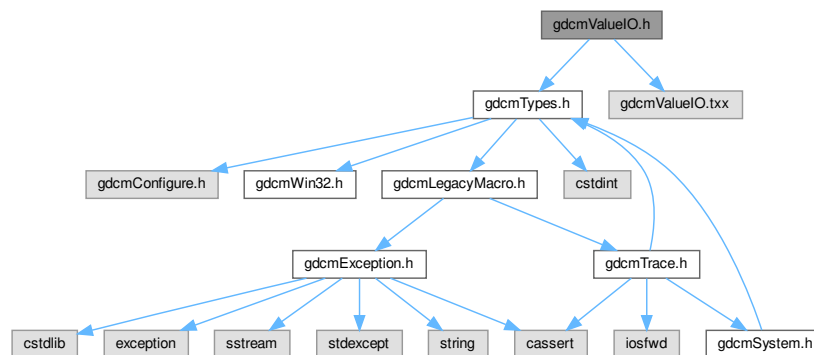 gdcmValueIO.h
gdcmTypes.h
gdcmValueIO.txx
gdcmConfigure.h
gdcmWin32.h
gdcmLegacyMacro.h
cstdint
gdcmException.h
gdcmTrace.h
cstdlib
exception
sstream
stdexcept
string
cassert
iosfwd
gdcmSystem.h